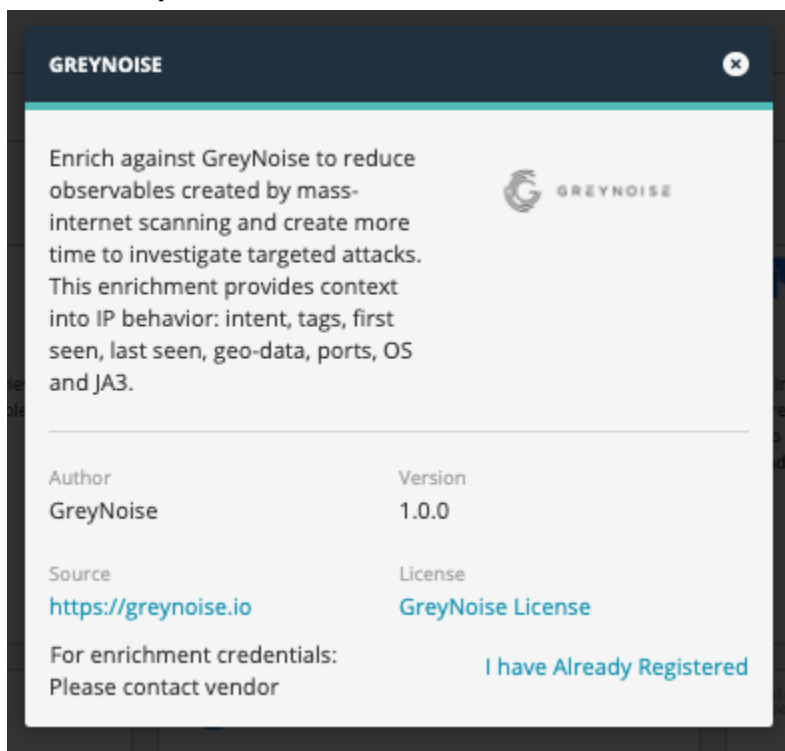 GREYNOISE
Enrich against GreyNoise to reduce
observables created by mass-
internet scanning and create more
time to investigate targeted attacks.
This enrichment provides context
into IP behavior: intent, tags, first
seen, last seen, geo-data, ports, OS
and JA3.
GREYNOISE
Author
GreyNoise
Version
1.0.0
Source
https://greynoise.io
License
GreyNoise License
For enrichment credentials:
Please contact vendor
I have Already Registered